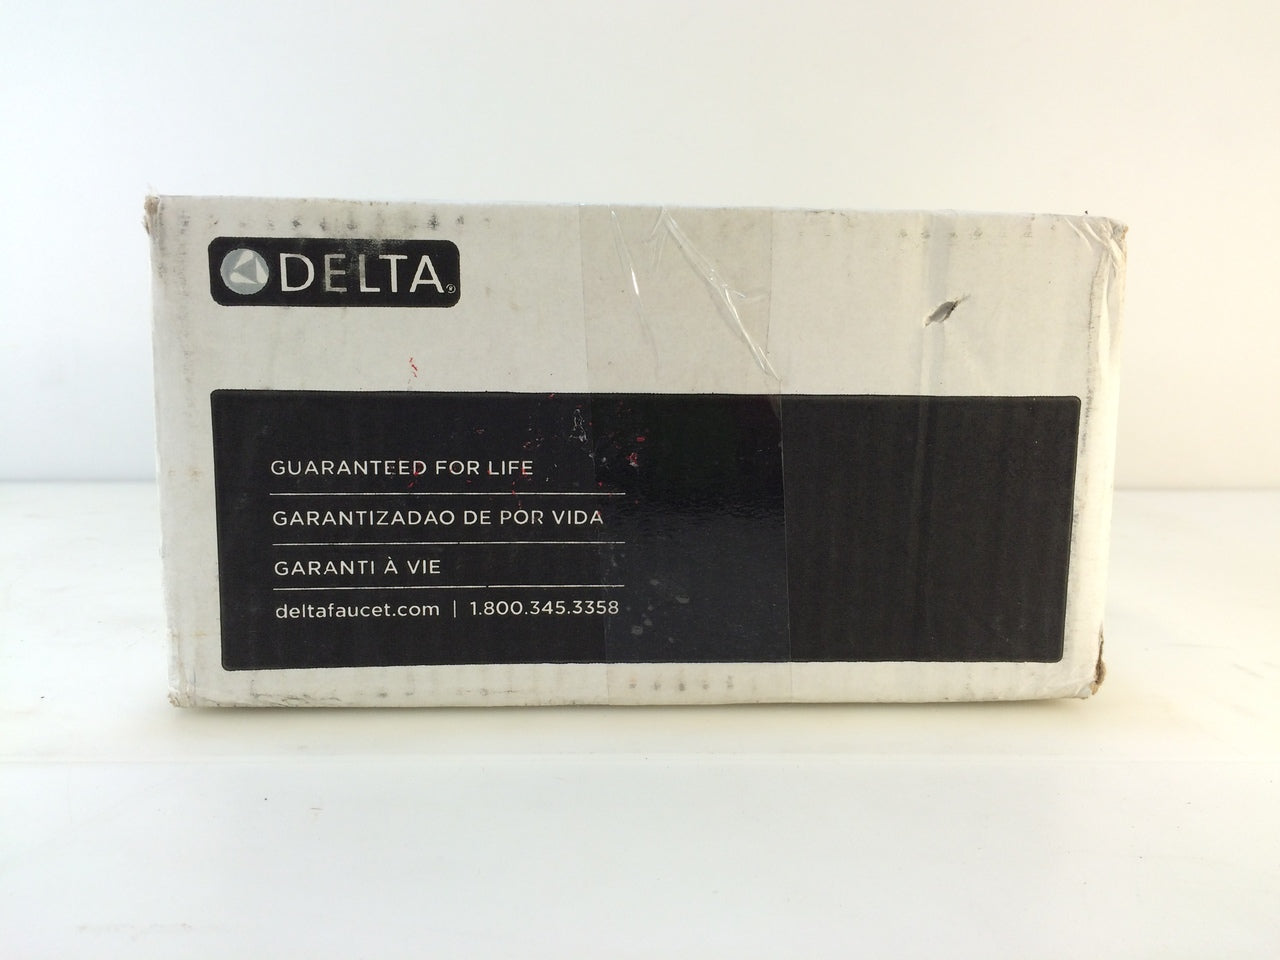 DELTA®
GUARANTEED FOR LIFE
GARANTIZADAO DE POR VIDA
GARANTI À VIE
deltafaucet.com | 1.800.345.3358